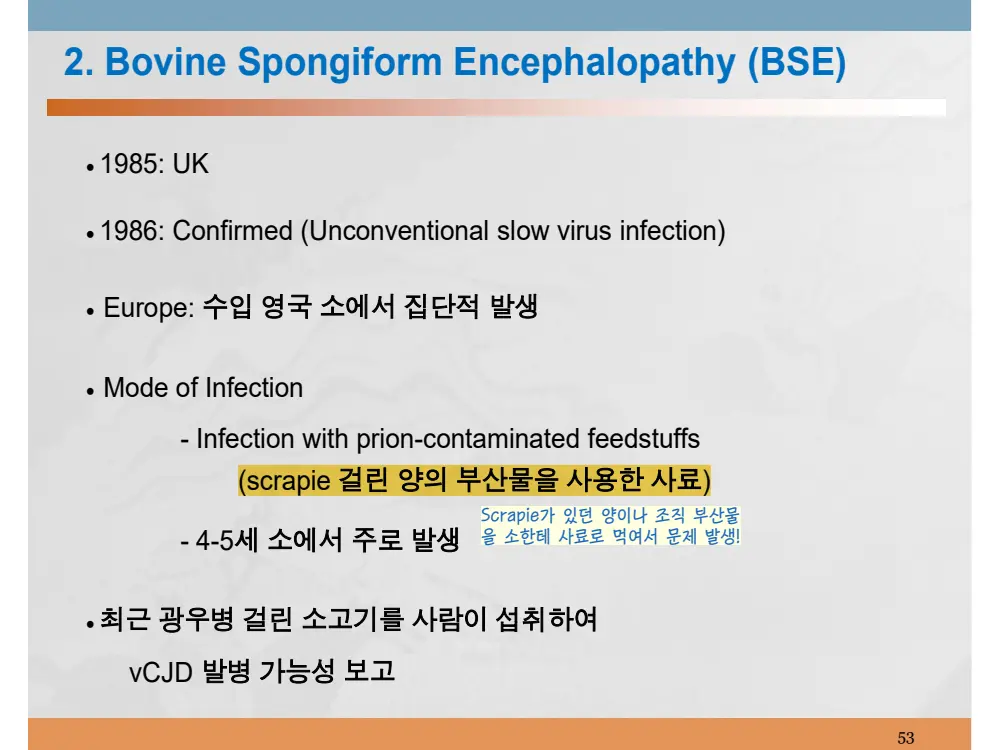 2. Bovine Spongiform Encephalopathy (BSE)
• 1985: UK
• 1986: Confirmed (Unconventional slow virus infection)
• Europe: 수입 영국 소에서 집단적 발생
• Mode of Infection
- Infection with prion-contaminated feedstuffs
(scrapie 걸린 양의 부산물을 사용한 사료)
Scrapie가 있던 양이나 조직 부산물
을 소한테 사료로 먹여서 문제 발생!
- 4-5세 소에서 주로 발생
• 최근 광우병 걸린 소고기를 사람이 섭취하여
vCJD 발병 가능성 보고
53